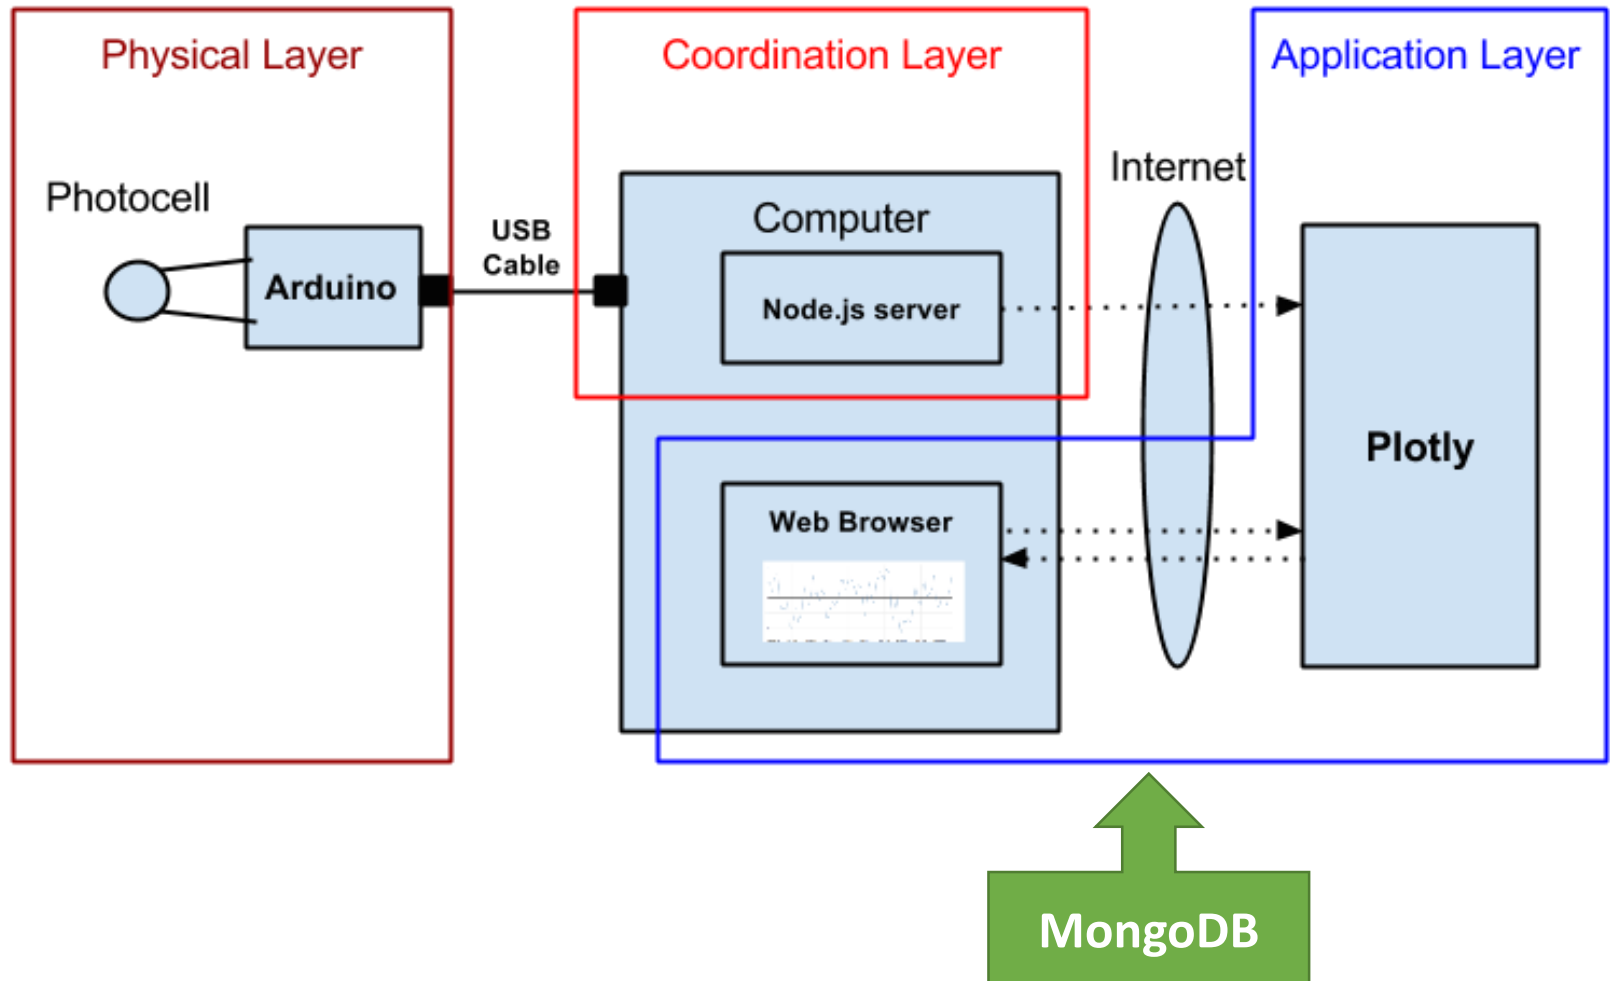 Physical Layer
Coordination Layer
Application Layer
Photocell
Arduino
USB
Cable
Computer
Node.js server
Internet
Web Browser
Plotly
MongoDB